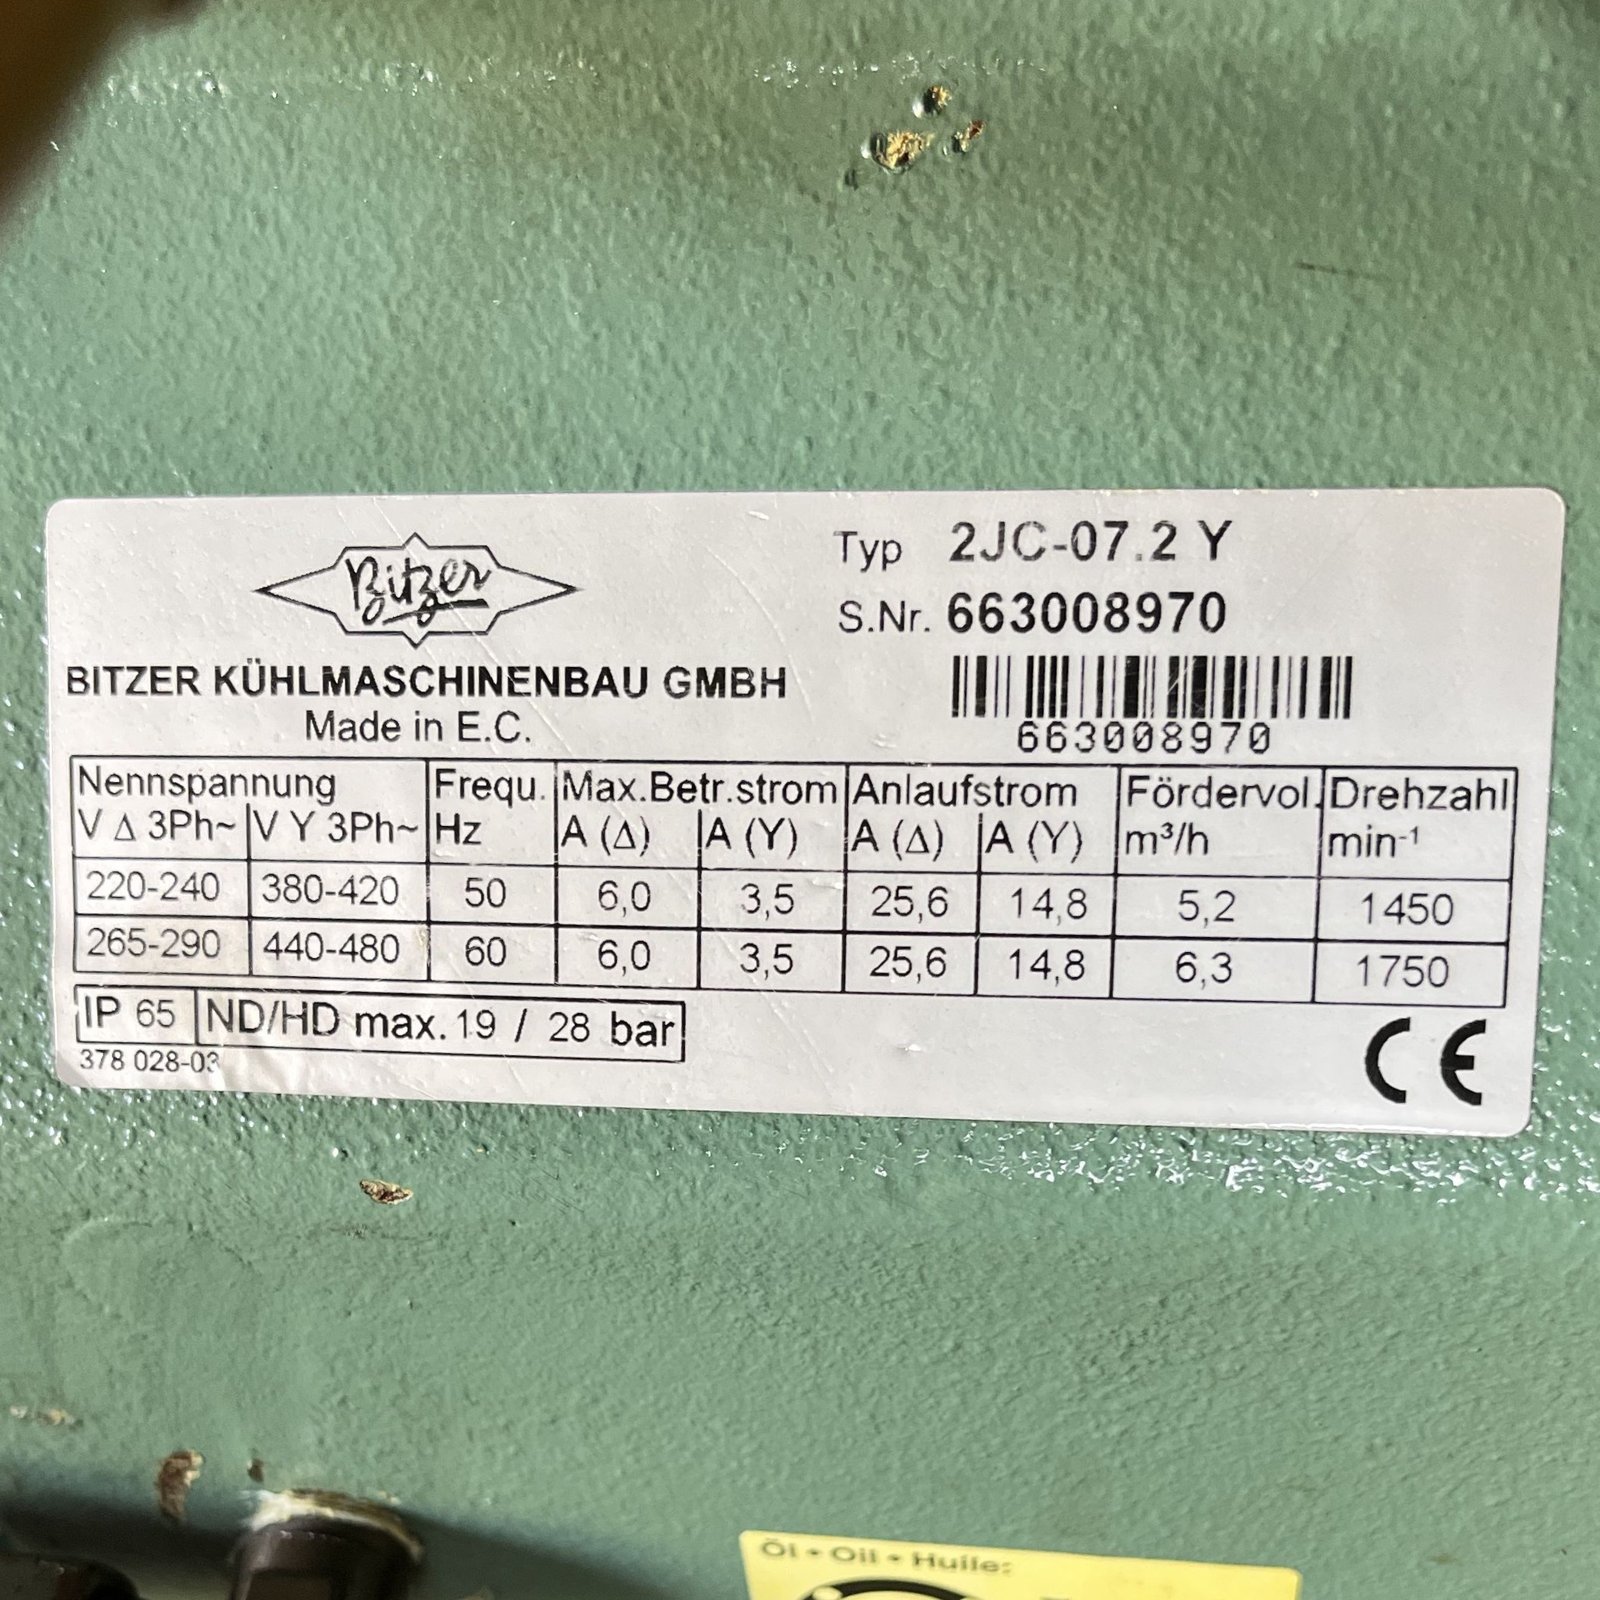 Bitzer
BITZER KÜHLMASCHINENBAU GMBH
Made in E.C.
Typ 2JC-07.2 Y
S.Nr. 663008970
663008970
Nennspannung Frequ. Max.Betr.strom Anlaufstrom Fördervol. Drehzahl
V Δ 3Ph~ V Y 3Ph~ Hz A (Δ) A (Y) A (Δ) A (Y) m³/h min-¹
220-240 380-420 50 6,0 3,5 25,6 14,8 5,2 1450
265-290 440-480 60 6,0 3,5 25,6 14,8 6,3 1750
IP 65 ND/HD max. 19 / 28 bar
378 028-03
CE
Öl • Oil • Huile: